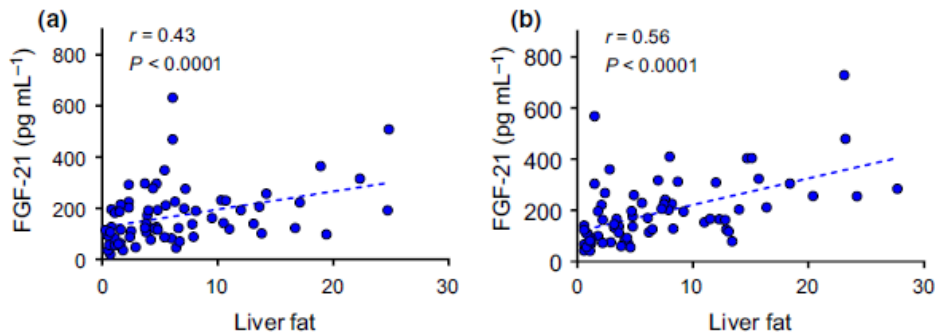 (a)
r = 0.43
P < 0.0001
FGF-21 (pg mL⁻¹)
800
600
400
200
0
0 10 20 30
Liver fat
(b)
r = 0.56
P < 0.0001
FGF-21 (pg mL⁻¹)
800
600
400
200
0
0 10 20 30
Liver fat